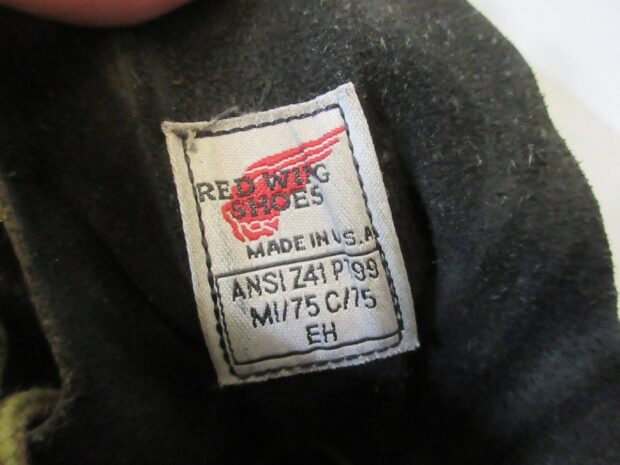 RED WING
SHOES
MADE IN U.S.A
ANSI Z41 P'99
MI/75 C/75
EH